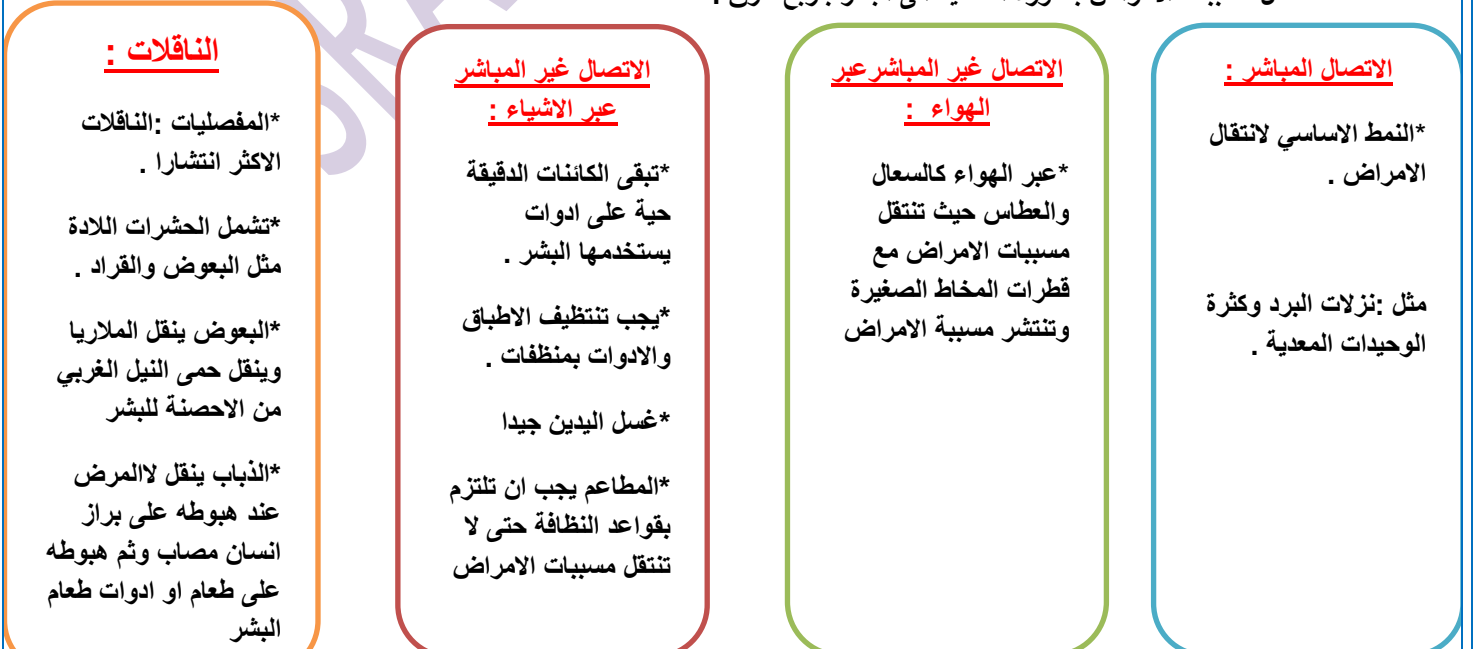 الاتصال المباشر :
*النمط الاساسي لانتقال
الامراض .
مثل :نزلات البرد وكثرة
الوحيدات المعدية .
الاتصال غير المباشرعبر
الهواء :
*عبر الهواء كالسعال
والعطاس حيث تنتقل
مسببات الامراض مع
قطرات المخاط الصغيرة
وتنتشر مسببة الامراض
الاتصال غير المباشر
عبر الاشياء :
*تبقى الكائنات الدقيقة
حية على ادوات
يستخدمها البشر .
*يجب تنتظيف الاطباق
والادوات بمنظفات .
*غسل اليدين جيدا
*المطاعم يجب ان تلتزم
بقواعد النظافة حتى لا
تنتقل مسببات الامراض
الناقلات :
*المفصليات :الناقلات
الاكثر انتشارا .
*تشمل الحشرات اللادة
مثل البعوض والقراد .
*البعوض ينقل الملاريا
وينقل حمى النيل الغربي
من الاحصنة للبشر
*الذباب ينقل لاالمرض
عند هبوطه على براز
انسان مصاب وثم هبوطه
على طعام او ادوات طعام
البشر